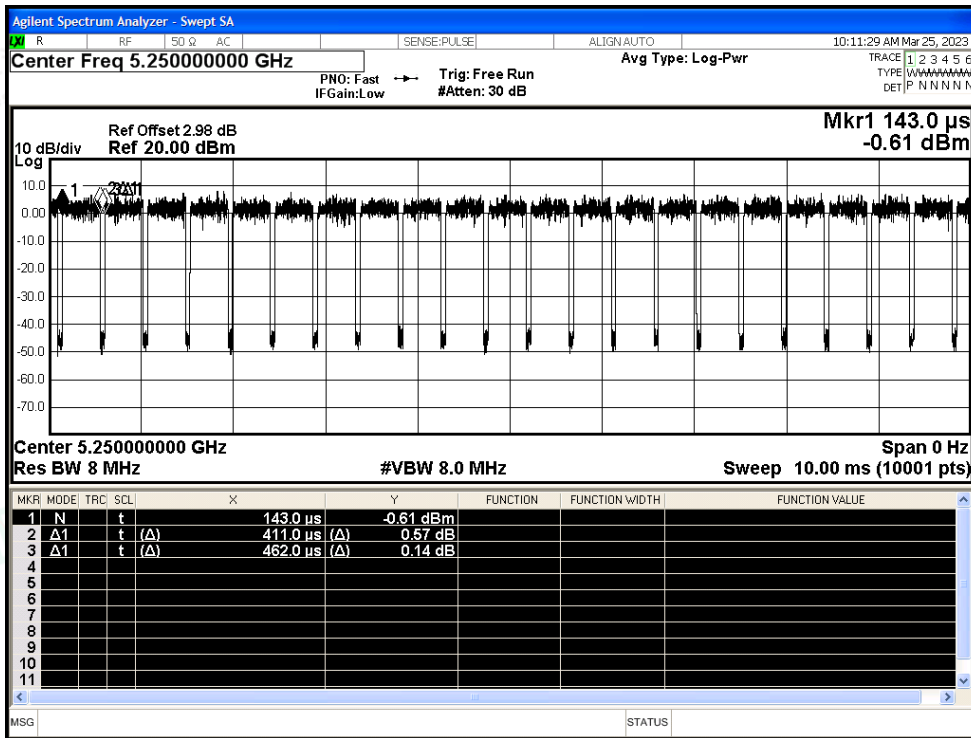 Agilent Spectrum Analyzer - Swept SA
LXI R RF 50 Ω AC SENSE:PULSE ALIGN AUTO 10:11:29 AM Mar 25, 2023
Center Freq 5.250000000 GHz
Avg Type: Log-Pwr
TRACE 1 2 3 4 5 6
PNO: Fast
Trig: Free Run
TYPE
IFGain:Low
#Atten: 30 dB
DET P N N N N N
Mkr1 143.0 µs
Ref Offset 2.98 dB
-0.61 dBm
10 dB/div Ref 20.00 dBm
Log
10.0
0.00
-10.0
-20.0
-30.0
-40.0
-50.0
-60.0
-70.0
1
Center 5.250000000 GHz Span 0 Hz
Res BW 8 MHz #VBW 8.0 MHz Sweep 10.00 ms (10001 pts)
MKR MODE TRC SCL X Y FUNCTION FUNCTION WIDTH FUNCTION VALUE
1 N t 143.0 µs -0.61 dBm
2 Δ1 t (Δ) 411.0 µs (Δ) 0.57 dB
3 Δ1 t (Δ) 462.0 µs (Δ) 0.14 dB
4
5
6
7
8
9
10
11
MSG STATUS